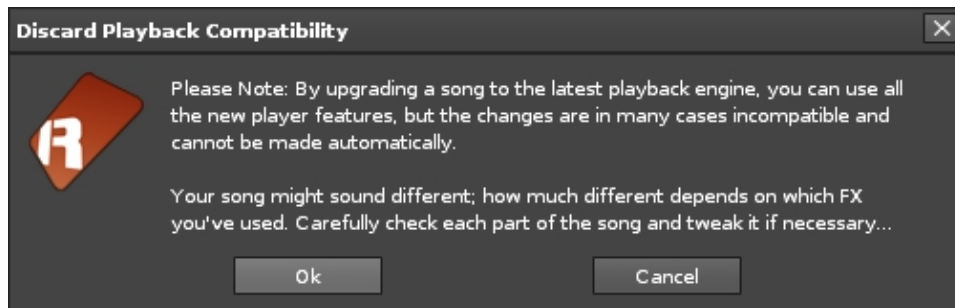 Discard Playback Compatibility
Please Note: By upgrading a song to the latest playback engine, you can use all
the new player features, but the changes are in many cases incompatible and
cannot be made automatically.
Your song might sound different; how much different depends on which FX
you've used. Carefully check each part of the song and tweak it if necessary...
Ok
Cancel